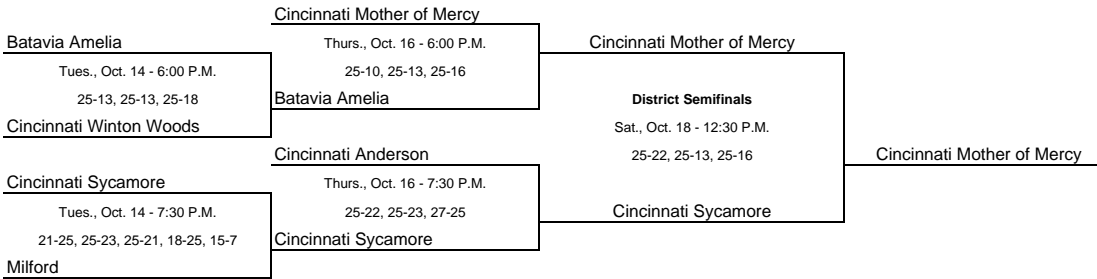 Cincinnati Mother of Mercy
Batavia Amelia
Thurs., Oct. 16 - 6:00 P.M.
Cincinnati Mother of Mercy
Tues., Oct. 14 - 6:00 P.M.
25-10, 25-13, 25-16
25-13, 25-13, 25-18
Batavia Amelia
District Semifinals
Cincinnati Winton Woods
Sat., Oct. 18 - 12:30 P.M.
Cincinnati Anderson
25-22, 25-13, 25-16
Cincinnati Mother of Mercy
Cincinnati Sycamore
Thurs., Oct. 16 - 7:30 P.M.
Tues., Oct. 14 - 7:30 P.M.
25-22, 25-23, 27-25
Cincinnati Sycamore
21-25, 25-23, 25-21, 18-25, 15-7
Cincinnati Sycamore
Milford